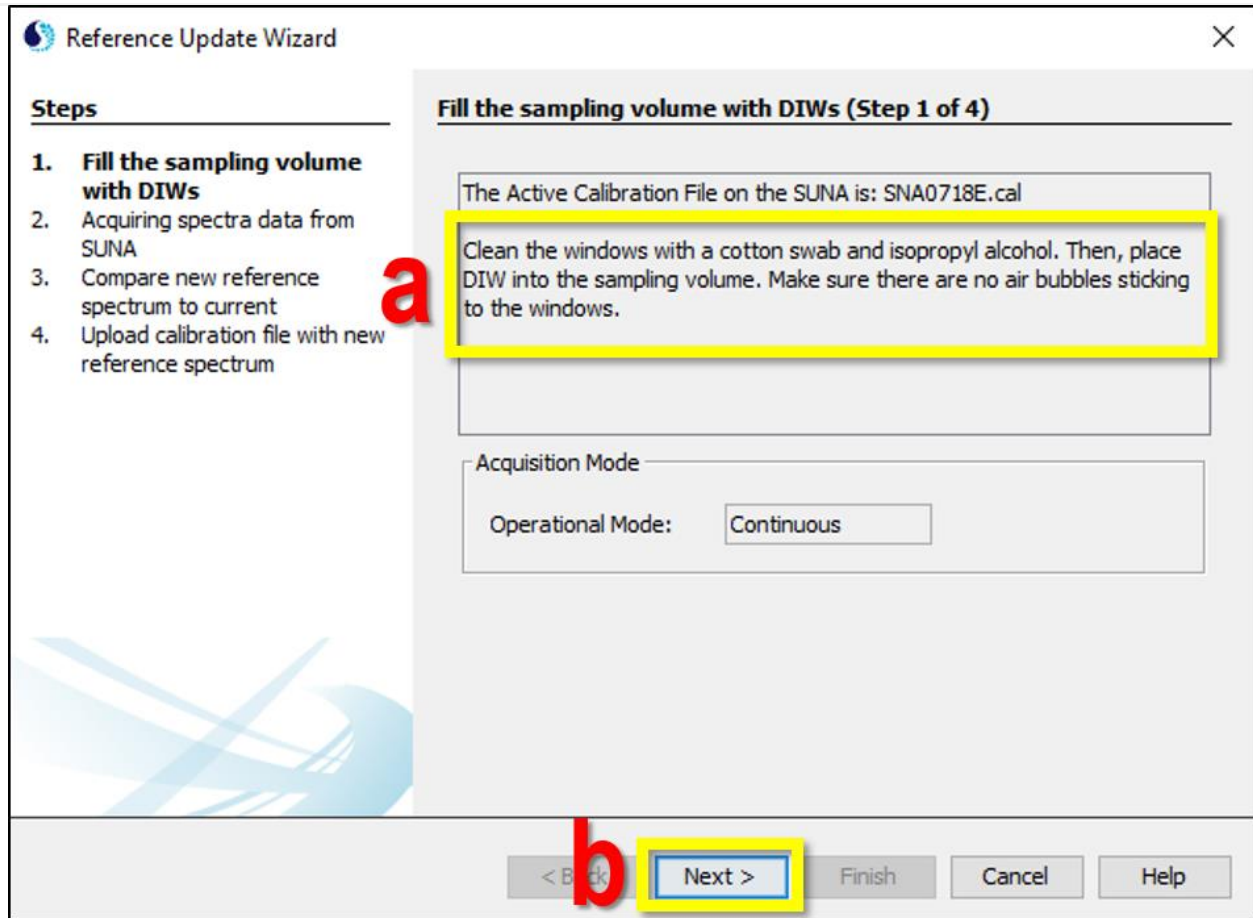 Reference Update Wizard
Steps
1. Fill the sampling volume
with DIWs
2. Acquiring spectra data from
SUNA
3. Compare new reference
spectrum to current
4. Upload calibration file with new
reference spectrum
Fill the sampling volume with DIWs (Step 1 of 4)
The Active Calibration File on the SUNA is: SNA0718E.cal
a
Clean the windows with a cotton swab and isopropyl alcohol. Then, place
DIW into the sampling volume. Make sure there are no air bubbles sticking
to the windows.
Acquisition Mode
Operational Mode: Continuous
b
< Back
Next >
Finish
Cancel
Help